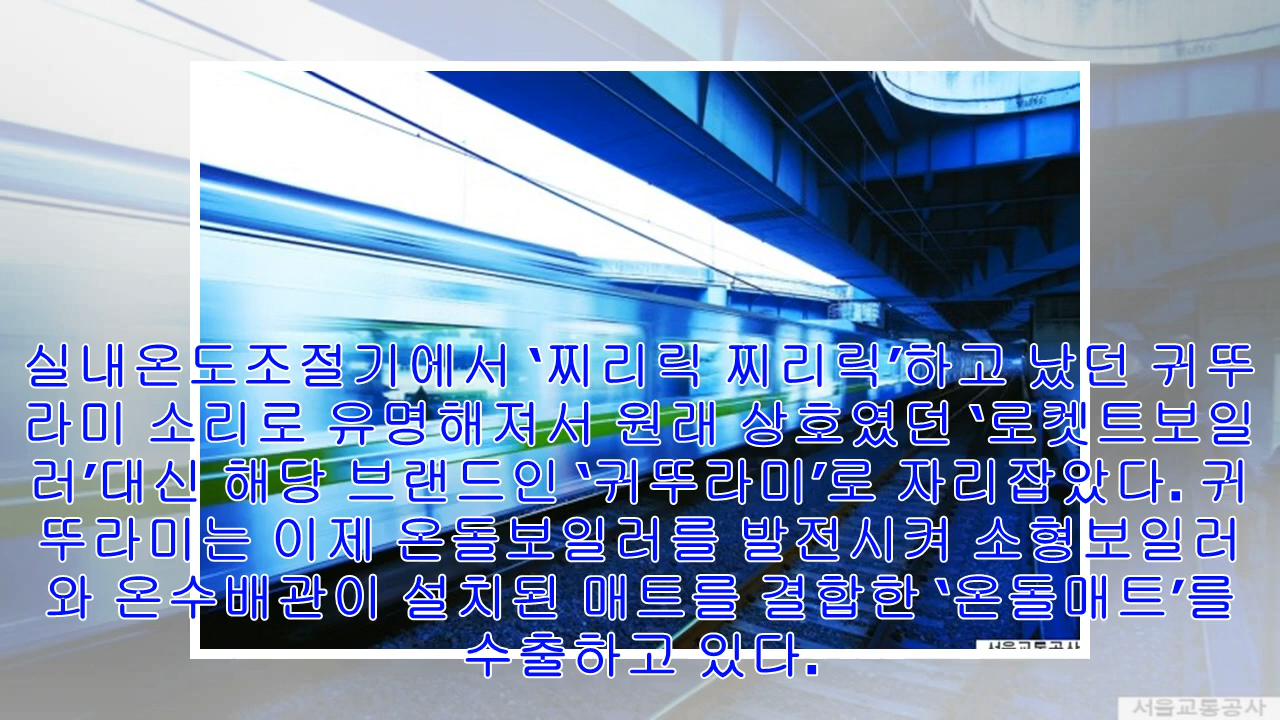 실내온도조절기에서 ‘찌리릭 찌리릭’하고 났던 귀뚜
라미 소리로 유명해져서 원래 상호였던 ‘로켓트보일
러’대신 해당 브랜드인 ‘귀뚜라미’로 자리잡았다. 귀
뚜라미는 이제 온돌보일러를 발전시켜 소형보일러
와 온수배관이 설치된 매트를 결합한 ‘온돌매트’를
수출하고 있다.
서울교통공사
서울교통공사